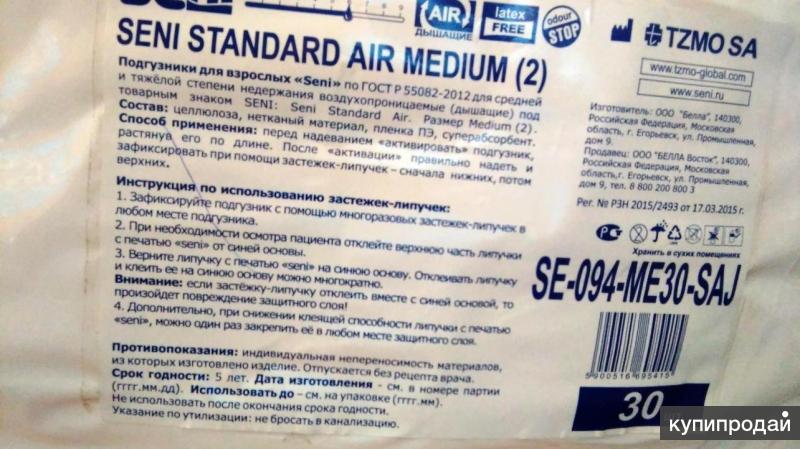 Seni
AIR
ДЫШАЩИЕ
latex
FREE
odour
STOP
TZMO SA
SENI STANDARD AIR MEDIUM (2)
www.tzmo-global.com
www.seni.ru
Подгузники для взрослых «Seni» по ГОСТ Р 55082-2012 для средней
и тяжёлой степени недержания воздухопроницаемые (дышащие) под
товарным знаком SENI: Seni Standard Air. Размер Medium (2).
Состав: целлюлоза, нетканый материал, пленка ПЭ, суперабсорбент.
Способ применения: перед надеванием «активировать» подгузник,
растянув его по длине. После «активации» правильно надеть и
зафиксировать при помощи застежек-липучек – сначала нижних, потом
верхних.
Инструкция по использованию застежек-липучек:
1. Зафиксируйте подгузник с помощью многоразовых застежек-липучек в
любом месте подгузника.
2. При необходимости осмотра пациента отклейте верхнюю часть липучки
с печатью «seni» от синей основы.
3. Верните липучку с печатью «seni» на синюю основу. Отклеивать липучку
и клеить ее на синюю основу можно многократно.
Внимание: если застёжку-липучку отклеить вместе с синей основой, то
произойдет повреждение защитного слоя!
4. Дополнительно, при снижении клеящей способности липучки с печатью
«seni», можно один раз закрепить её в любом месте защитного слоя.
Противопоказания: индивидуальная непереносимость материалов,
из которых изготовлено изделие. Отпускается без рецепта врача.
Срок годности: 5 лет. Дата изготовления - см. в номере партии
(гггг.мм.дд). Использовать до – см. на упаковке (гггг.мм).
Не использовать после окончания срока годности.
Указание по утилизации: не бросать в канализацию.
Изготовитель: ООО "Белла", 140300,
Российская Федерация, Московская
область, г. Егорьевск, ул. Промышленная,
дом 9.
Продавец: ООО "БЕЛЛА Восток", 140300,
Российская Федерация, Московская
область, г. Егорьевск, ул. Промышленная,
дом 9, тел. 8 800 200 800 3
Рег. № РЗН 2015/2493 от 17.03.2015 г.
Хранить в сухих помещениях
SE-094-ME30-SAJ
5900516695415
30
купипродай